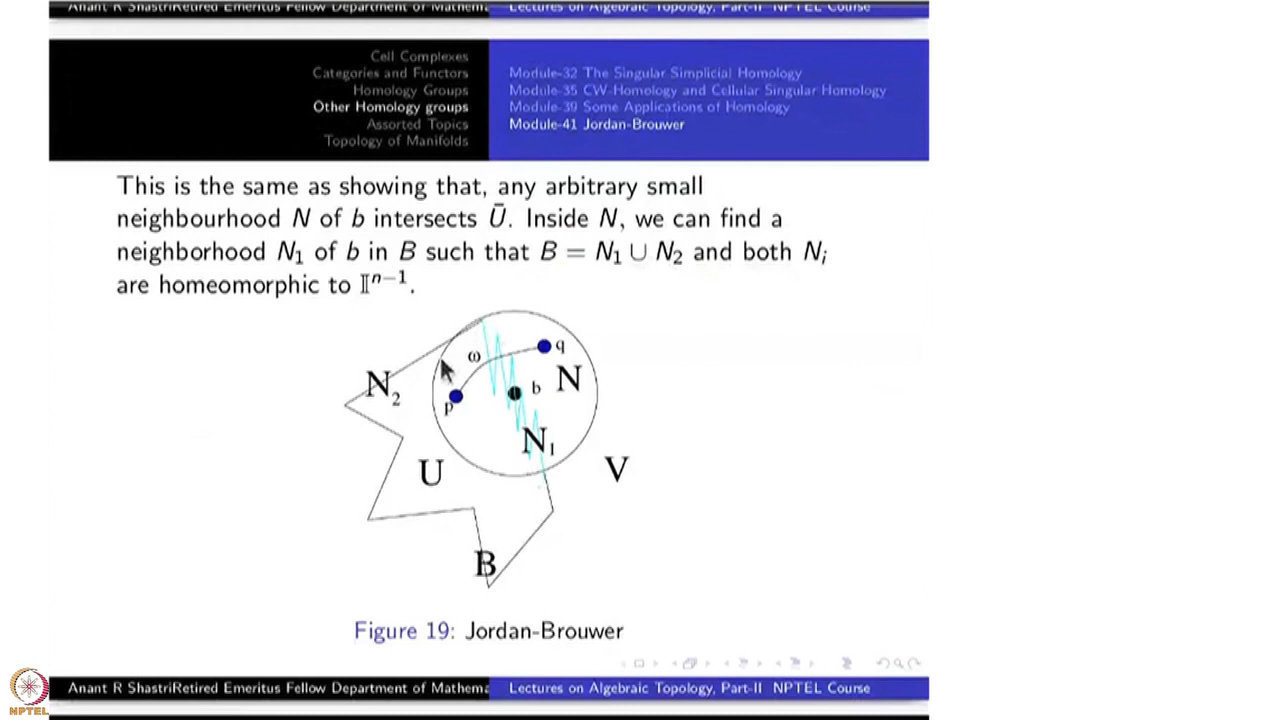 Anant R ShastriRetired Emeritus Fellow Department of Mathema
Lectures on Algebraic Topology, Part-II NPTEL Course
Cell Complexes
Categories and Functors
Homology Groups
Other Homology groups
Assorted Topics
Topology of Manifolds
Module-32 The Singular Simplicial Homology
Module-35 CW-Homology and Cellular Singular Homology
Module-39 Some Applications of Homology
Module-41 Jordan-Brouwer
This is the same as showing that, any arbitrary small
neighbourhood N of b intersects Ū. Inside N, we can find a
neighborhood N₁ of b in B such that B = N₁ ∪ N₂ and both Nᵢ
are homeomorphic to 𝕀ⁿ⁻¹.
ω
q
N₂
b
N
p
N₁
U
V
B
Figure 19: Jordan-Brouwer
Anant R ShastriRetired Emeritus Fellow Department of Mathema
Lectures on Algebraic Topology, Part-II NPTEL Course
NPTEL